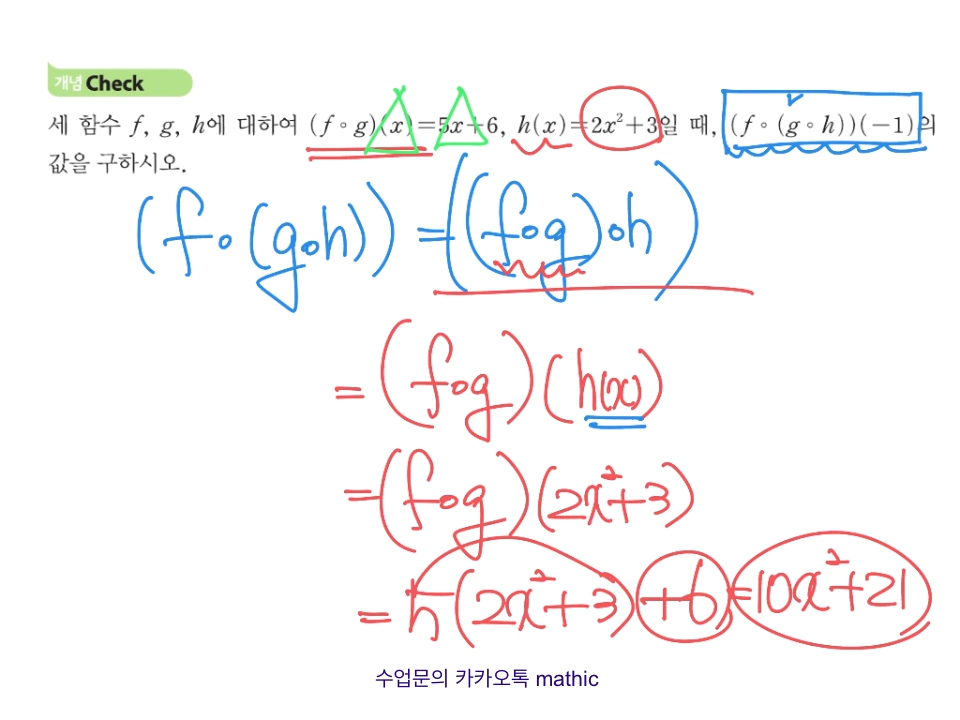 개념 Check
세 함수 f, g, h에 대하여 (f∘g)(x)=5x+6, h(x)=2x²+3일 때, (f∘(g∘h))(-1)의
값을 구하시오.
(f∘(g∘h)) = ((f∘g)∘h)
= (f∘g)(h(x))
= (f∘g)(2x²+3)
= 5(2x²+3)+6 = 10x²+21
수업문의 카카오톡 mathic